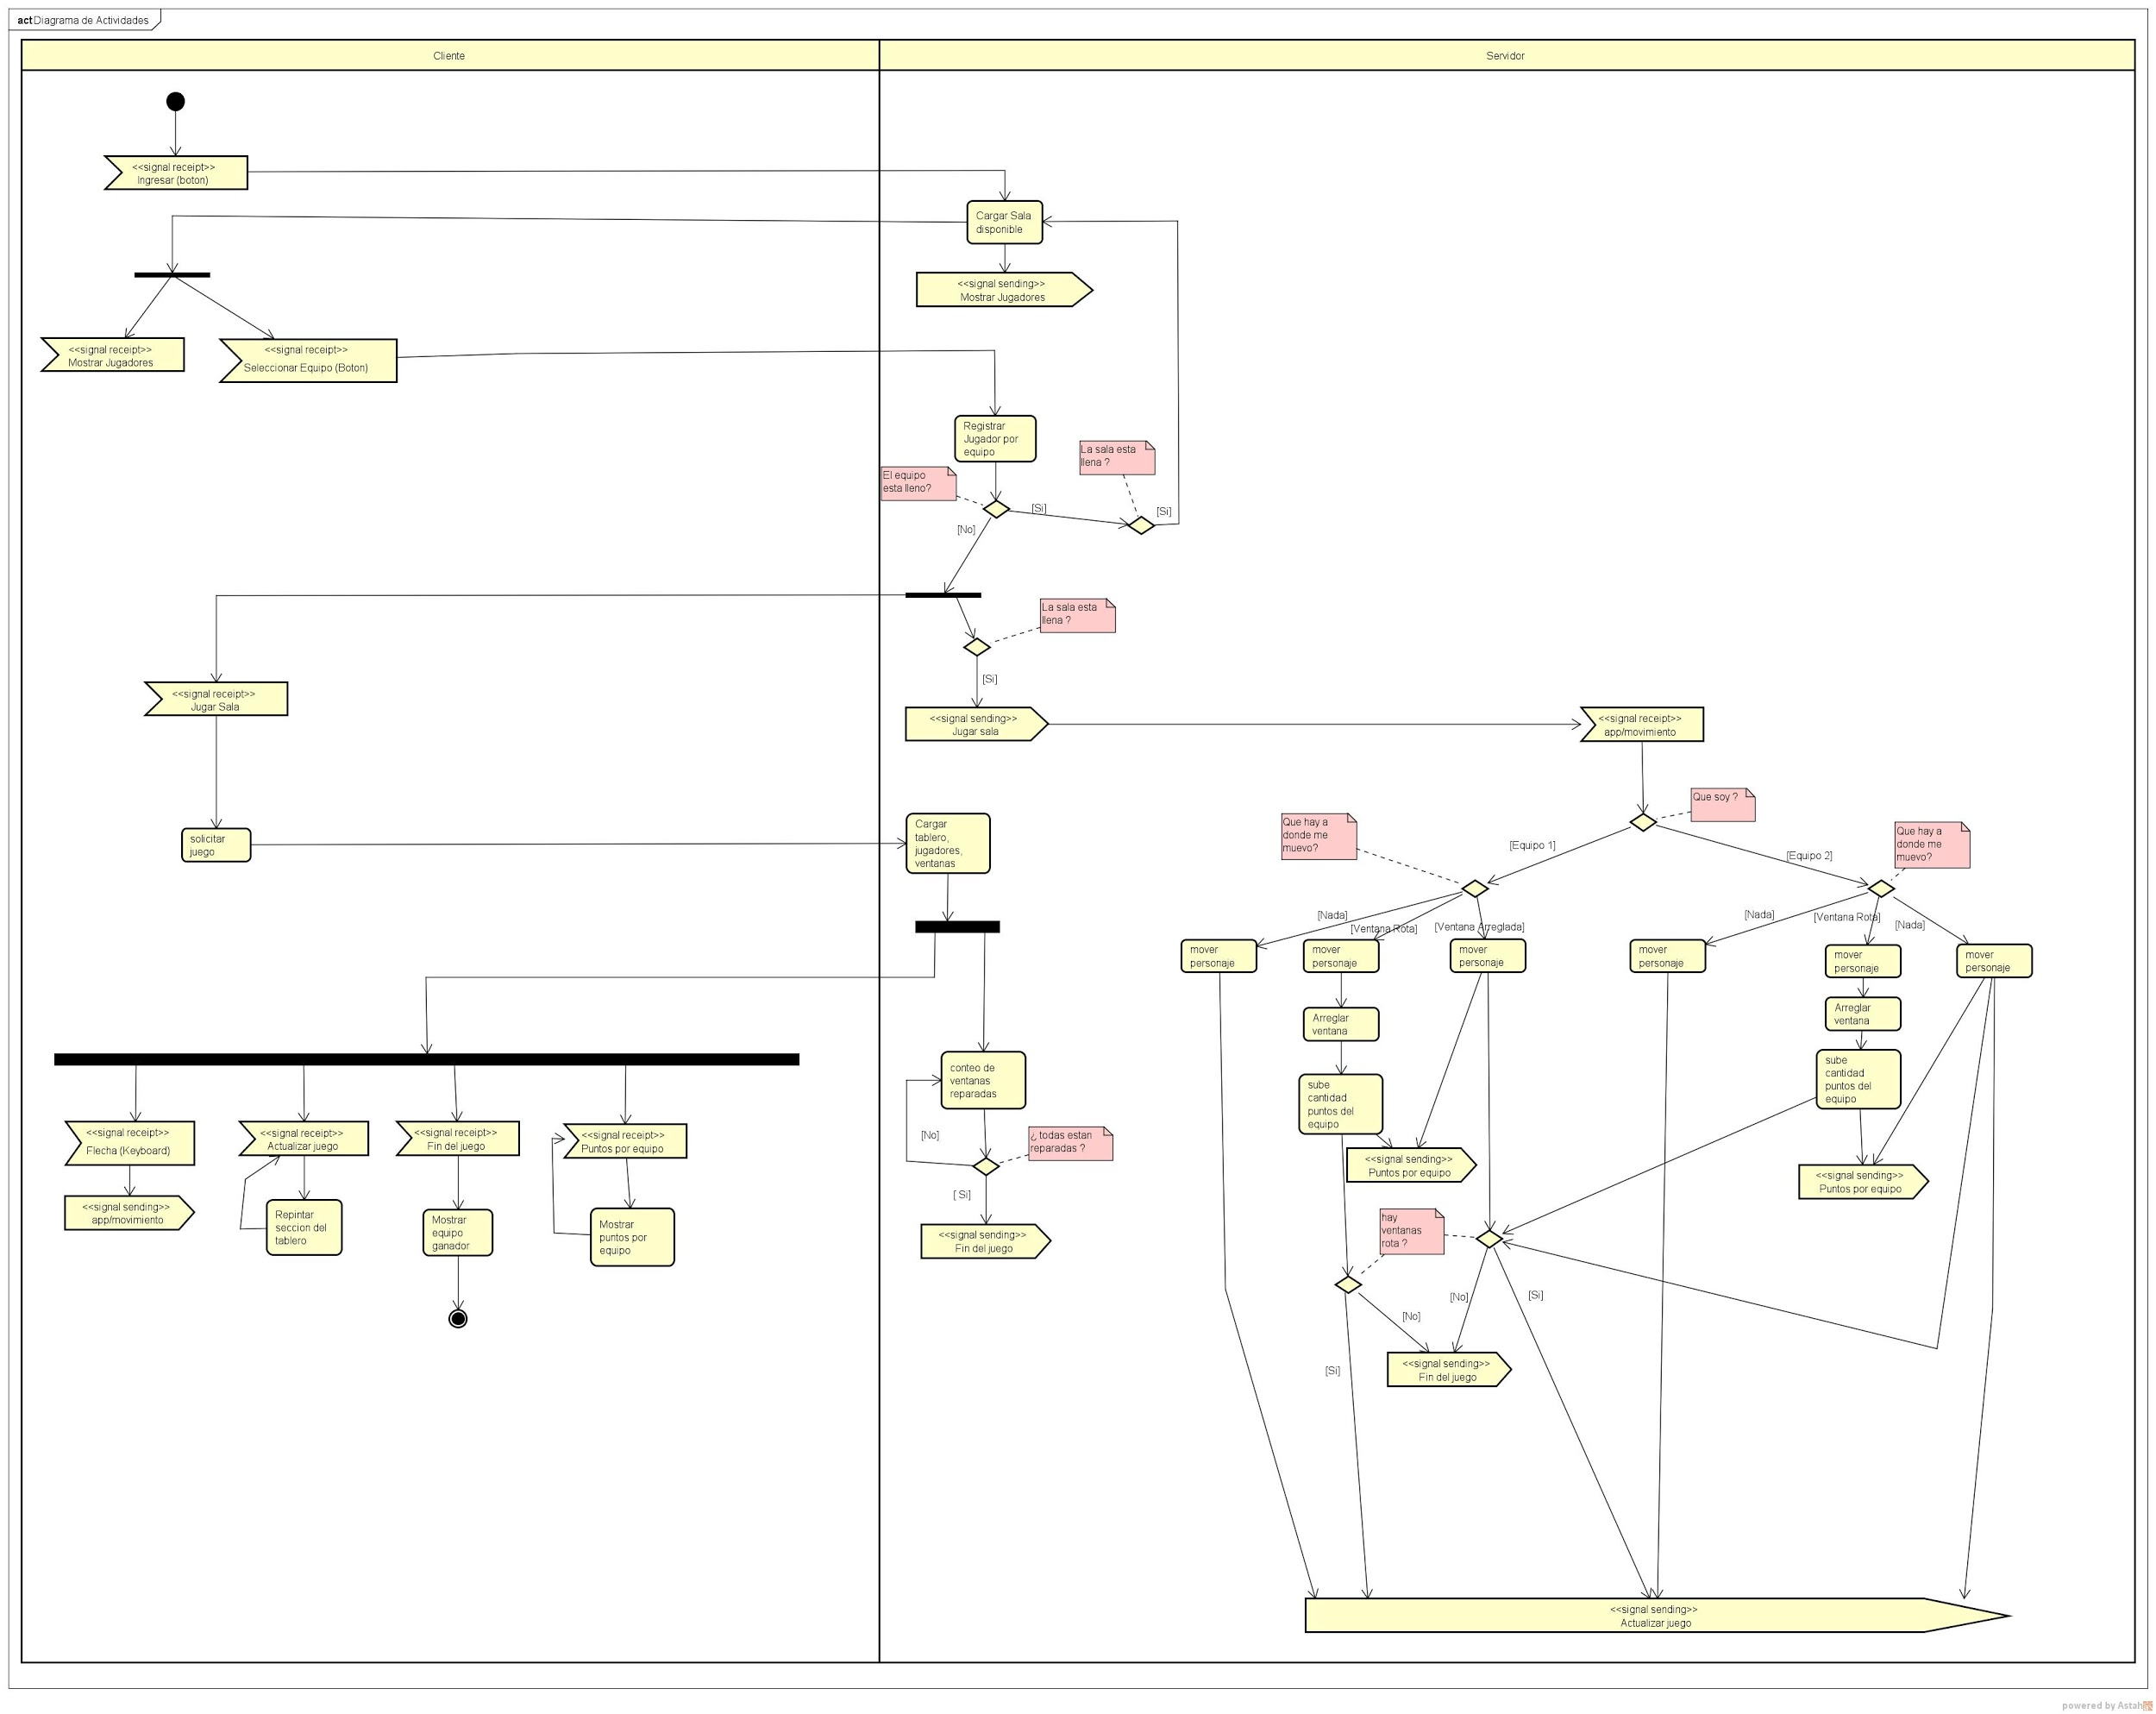 act Diagrama de Actividades
Cliente
Servidor
<<signal receipt>>
Ingresar (boton)
Cargar Sala
disponible
<<signal sending>>
Mostrar Jugadores
<<signal receipt>>
Mostrar Jugadores
<<signal receipt>>
Seleccionar Equipo (Boton)
Registrar
Jugador por
equipo
La sala esta
llena ?
El equipo
esta lleno?
[Si]
[Si]
[No]
La sala esta
llena ?
[Si]
<<signal receipt>>
Jugar Sala
<<signal sending>>
Jugar sala
<<signal receipt>>
app/movimiento
solicitar
juego
Cargar
tablero,
jugadores,
ventanas
Que soy ?
Que hay a
donde me
muevo?
Que hay a
donde me
muevo?
[Equipo 1]
[Equipo 2]
[Nada]
[Ventana Rota]
[Ventana Arreglada]
[Nada]
[Ventana Rota]
[Nada]
mover
personaje
mover
personaje
mover
personaje
mover
personaje
mover
personaje
mover
personaje
Arreglar
ventana
Arreglar
ventana
sube
cantidad
puntos del
equipo
sube
cantidad
puntos del
equipo
conteo de
ventanas
reparadas
[No]
¿ todas estan
reparadas ?
[ Si]
<<signal sending>>
Fin del juego
<<signal receipt>>
Flecha (Keyboard)
<<signal receipt>>
Actualizar juego
<<signal receipt>>
Fin del juego
<<signal receipt>>
Puntos por equipo
<<signal sending>>
app/movimiento
Repintar
seccion del
tablero
Mostrar
equipo
ganador
Mostrar
puntos por
equipo
<<signal sending>>
Puntos por equipo
<<signal sending>>
Puntos por equipo
hay
ventanas
rota ?
[No]
[Si]
[No]
[Si]
<<signal sending>>
Fin del juego
<<signal sending>>
Actualizar juego
powered by Astah